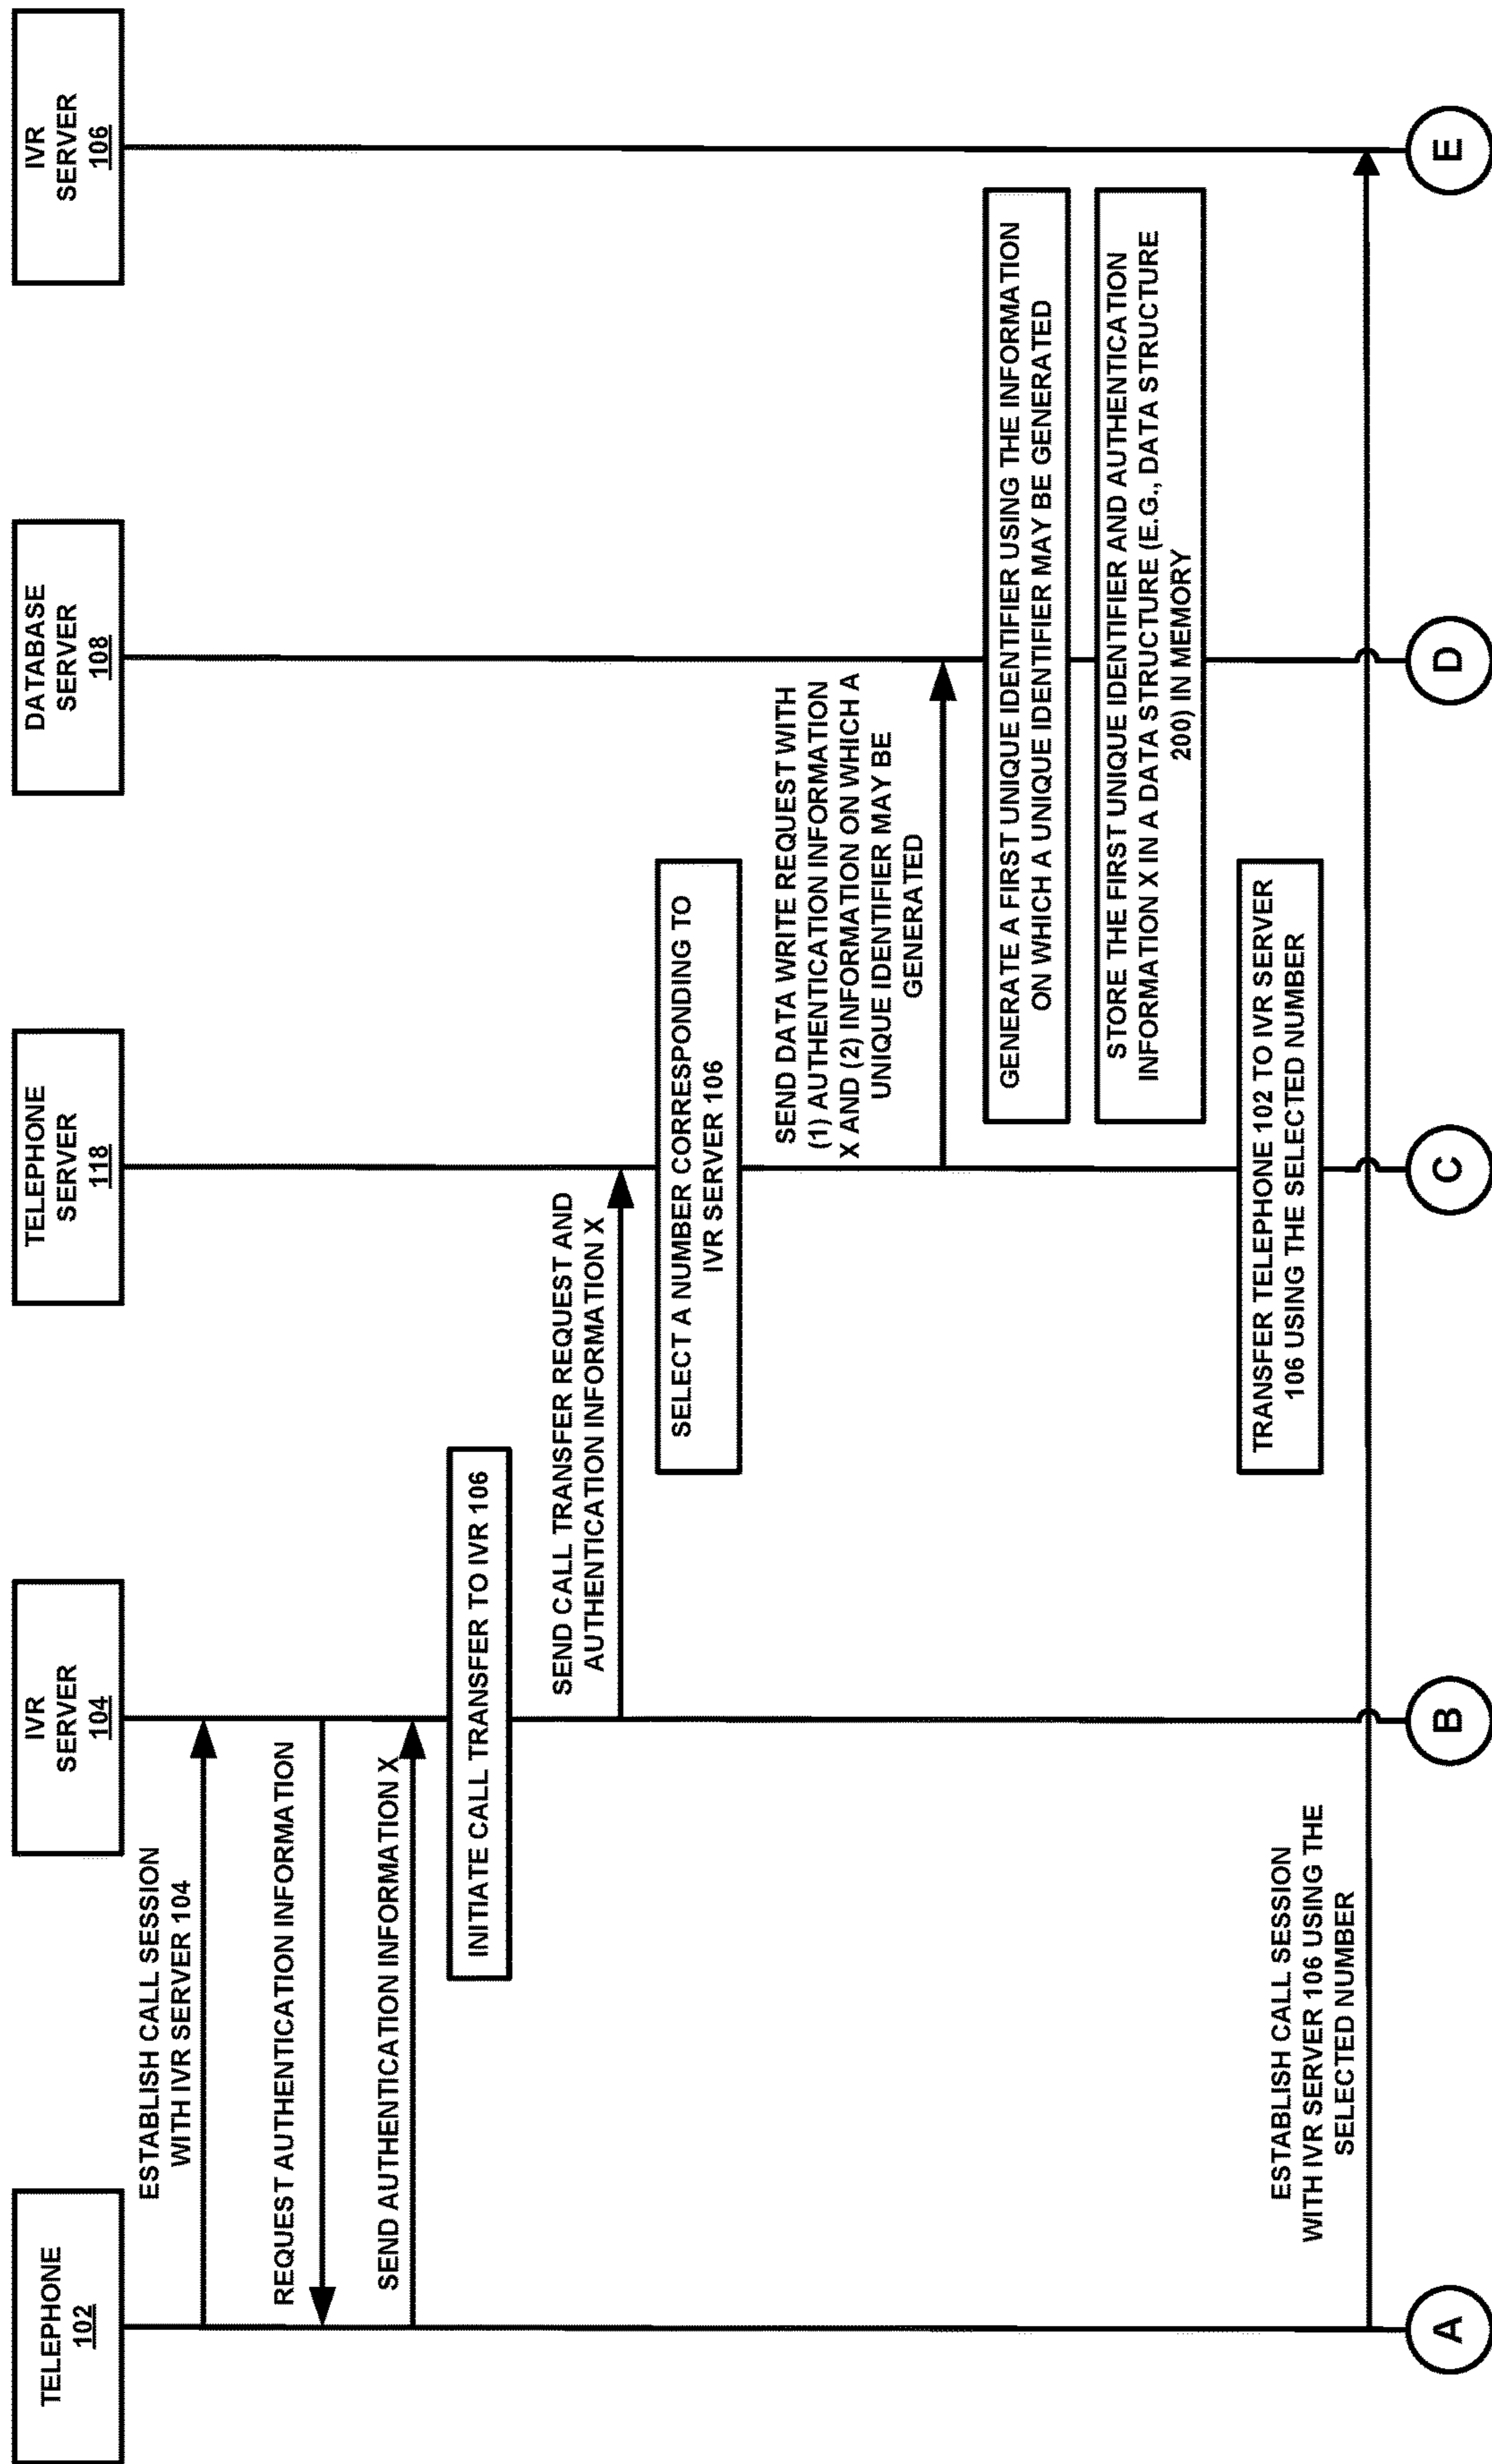 TELEPHONE
102
IVR
SERVER
104
TELEPHONE
SERVER
118
DATABASE
SERVER
108
IVR
SERVER
106
ESTABLISH CALL SESSION
WITH IVR SERVER 104
REQUEST AUTHENTICATION INFORMATION
SEND AUTHENTICATION INFORMATION X
INITIATE CALL TRANSFER TO IVR 106
SEND CALL TRANSFER REQUEST AND
AUTHENTICATION INFORMATION X
SELECT A NUMBER CORRESPONDING TO
IVR SERVER 106
SEND DATA WRITE REQUEST WITH
(1) AUTHENTICATION INFORMATION
X AND (2) INFORMATION ON WHICH A
UNIQUE IDENTIFIER MAY BE
GENERATED
GENERATE A FIRST UNIQUE IDENTIFIER USING THE INFORMATION
ON WHICH A UNIQUE IDENTIFIER MAY BE GENERATED
STORE THE FIRST UNIQUE IDENTIFIER AND AUTHENTICATION
INFORMATION X IN A DATA STRUCTURE (E.G., DATA STRUCTURE
200) IN MEMORY
TRANSFER TELEPHONE 102 TO IVR SERVER
106 USING THE SELECTED NUMBER
ESTABLISH CALL SESSION
WITH IVR SERVER 106 USING THE
SELECTED NUMBER
A
B
C
D
E